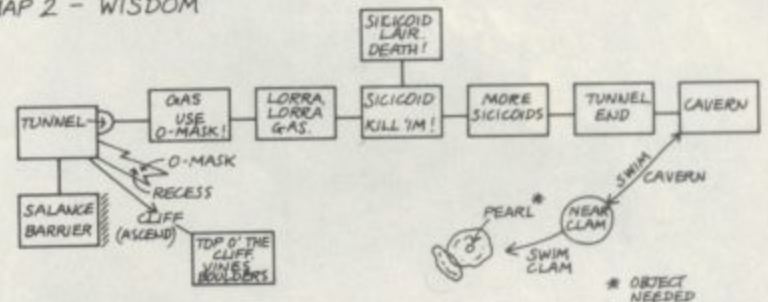 MAP 2 - WISDOM
SICICOID
LAIR.
DEATH!
TUNNEL
GAS
USE
O-MASK!
LORRA,
LORRA
GAS.
SICICOID
KILL 'IM!
MORE
SICICOIDS
TUNNEL
END
CAVERN
O-MASK
RECESS
CLIFF
(ASCEND)
SALANCE
BARRIER
TOP O' THE
CLIFF.
VINES,
BOULDERS
SWIM
CAVERN
NEAR
CLAM
SWIM
CLAM
PEARL *
* OBJECT
NEEDED